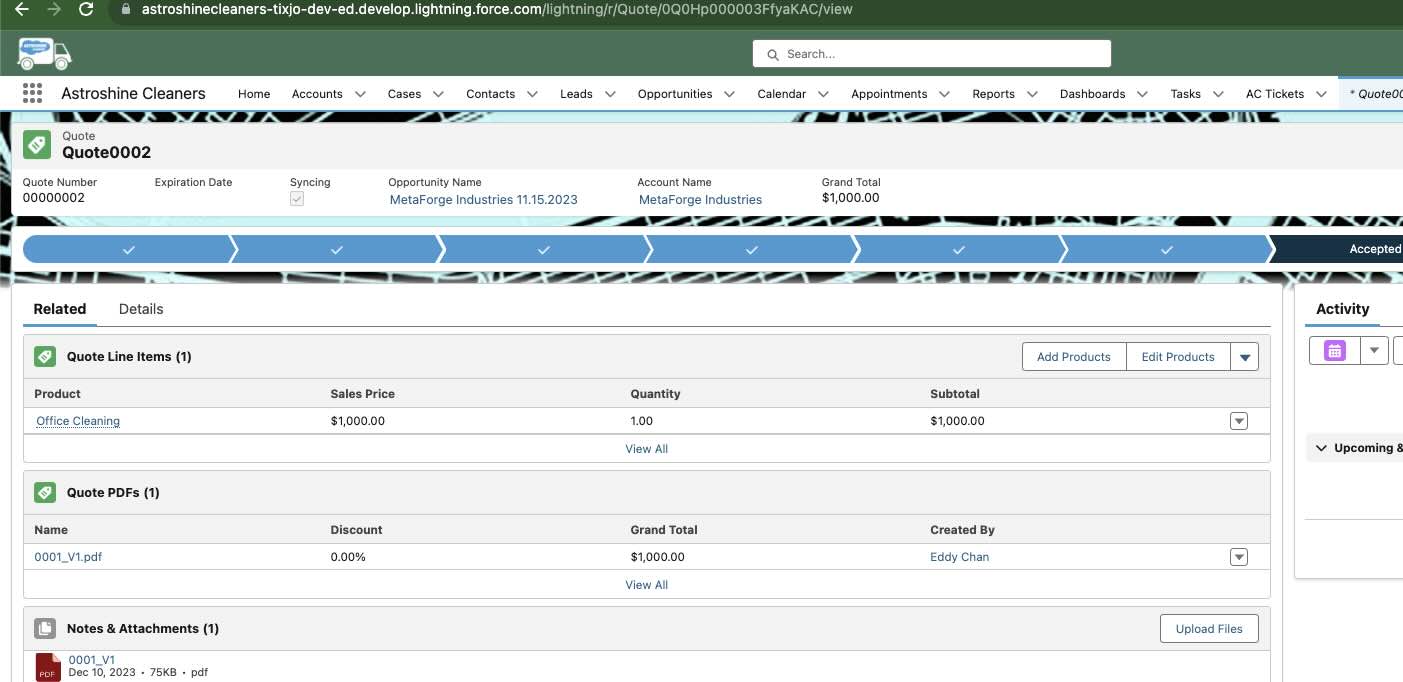 astroshinecleaners-tixjo-dev-ed.develop.lightning.force.com/lightning/r/Quote/0Q0Hp000003FfyaKAC/view
Search...
Astroshine Cleaners Home Accounts Cases Contacts Leads Opportunities Calendar Appointments Reports Dashboards Tasks AC Tickets * Quote00
Quote
Quote0002
Quote Number Expiration Date Syncing Opportunity Name Account Name Grand Total
00000002 MetaForge Industries 11.15.2023 MetaForge Industries $1,000.00
Accepted
Related Details
Activity
Quote Line Items (1) Add Products Edit Products
Product Sales Price Quantity Subtotal
Office Cleaning $1,000.00 1.00 $1,000.00
View All
Upcoming &
Quote PDFs (1)
Name Discount Grand Total Created By
0001_V1.pdf 0.00% $1,000.00 Eddy Chan
View All
Notes & Attachments (1) Upload Files
PDF
0001_V1
Dec 10, 2023 • 75KB • pdf